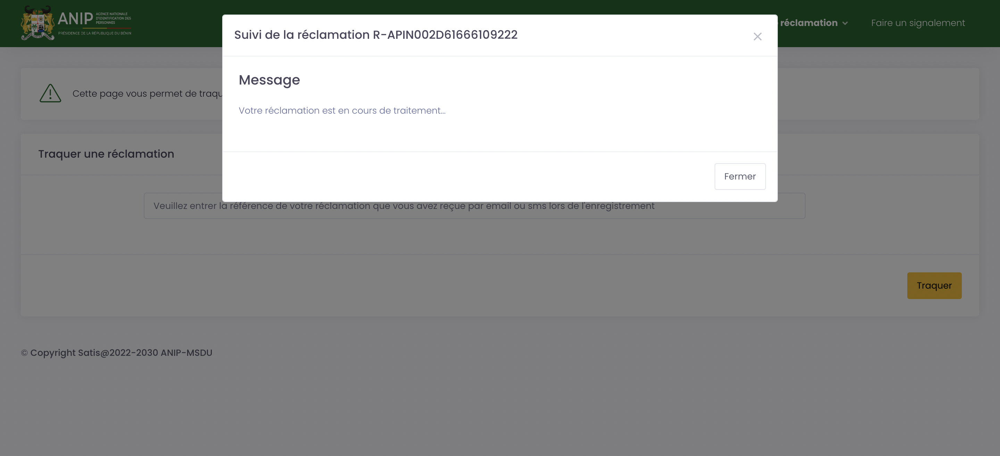 ANIP
AGENCE NATIONALE
D'IDENTIFICATION DES
PERSONNES
PRÉSIDENCE DE LA RÉPUBLIQUE DU BÉNIN
réclamation
Faire un signalement
Suivi de la réclamation R-APIN002D61666109222
Message
Votre réclamation est en cours de traitement...
Fermer
Cette page vous permet de
Traquer une réclamation
Veuillez entrer la référence de votre réclamation que vous avez reçue par email ou sms lors de l'enregistrement
Traquer
© Copyright Satis@2022-2030 ANIP-MSDU